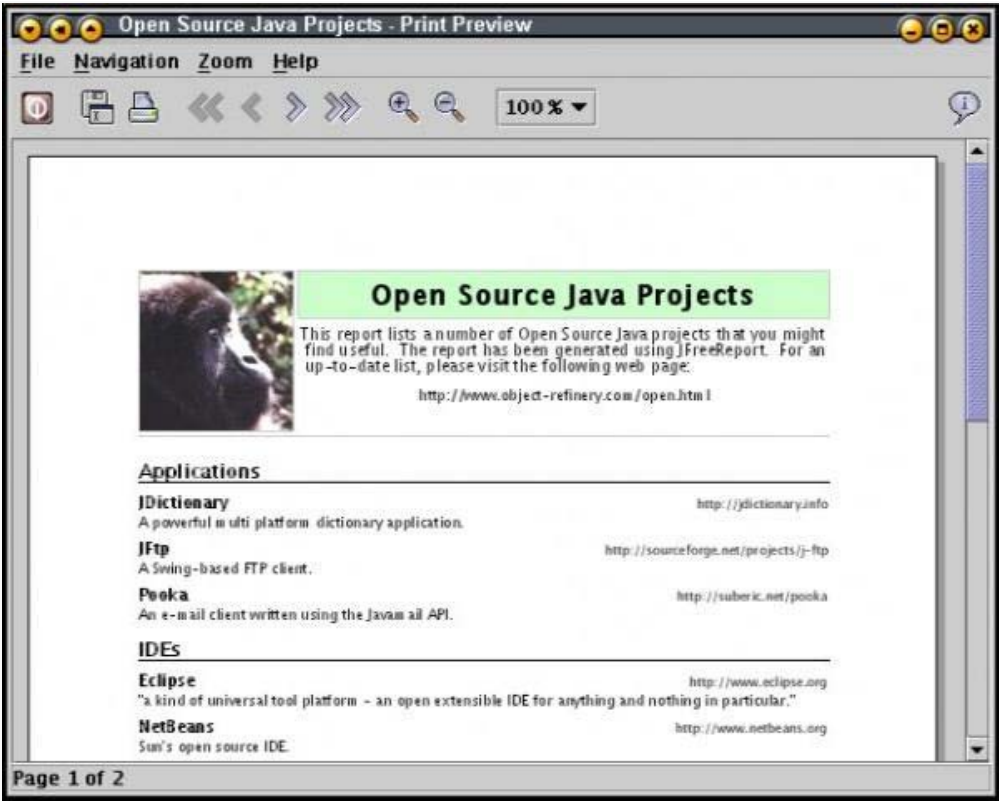 Open Source Java Projects - Print Preview
File Navigation Zoom Help
100 %
Open Source Java Projects
This report lists a number of Open Source Java projects that you might
find useful. The report has been generated using JFreeReport. For an
up-to-date list, please visit the following web page:
http://www.object-refinery.com/open.html
Applications
JDictionary http://jdictionary.info
A powerful multi platform dictionary application.
JFtp http://sourceforge.net/projects/j-ftp
A Swing-based FTP client.
Pooka http://suberic.net/pooka
An e-mail client written using the Javamail API.
IDEs
Eclipse http://www.eclipse.org
"a kind of universal tool platform - an open extensible IDE for anything and nothing in particular."
NetBeans http://www.netbeans.org
Sun's open source IDE.
Page 1 of 2